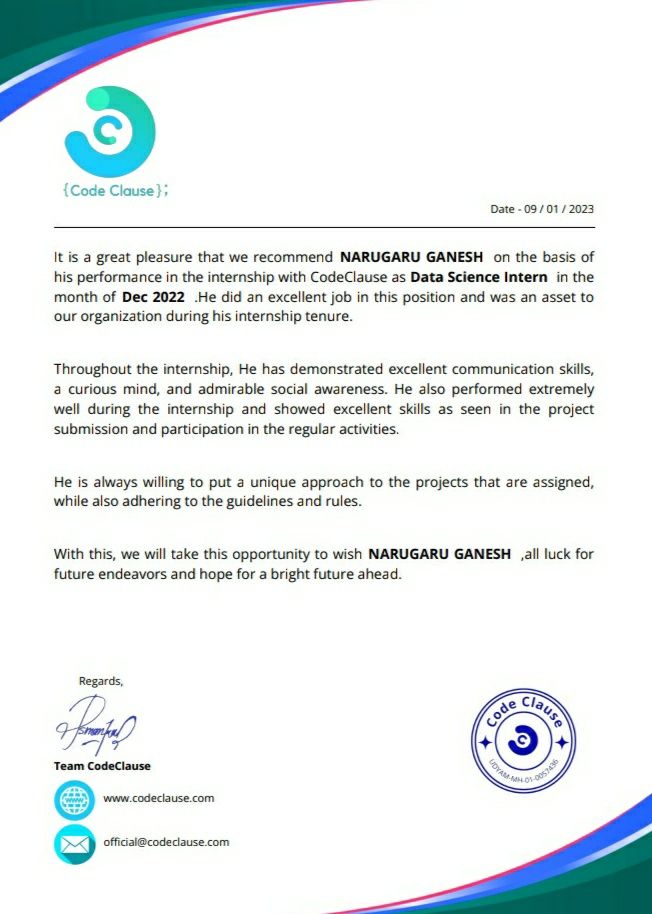 {Code Clause};
Date - 09 / 01 / 2023
It is a great pleasure that we recommend NARUGARU GANESH on the basis of
his performance in the internship with CodeClause as Data Science Intern in the
month of Dec 2022 .He did an excellent job in this position and was an asset to
our organization during his internship tenure.
Throughout the internship, He has demonstrated excellent communication skills,
a curious mind, and admirable social awareness. He also performed extremely
well during the internship and showed excellent skills as seen in the project
submission and participation in the regular activities.
He is always willing to put a unique approach to the projects that are assigned,
while also adhering to the guidelines and rules.
With this, we will take this opportunity to wish NARUGARU GANESH ,all luck for
future endeavors and hope for a bright future ahead.
Regards,
Team CodeClause
www.codeclause.com
official@codeclause.com
Code Clause
UDYAM-MH-01-0057436
WWW